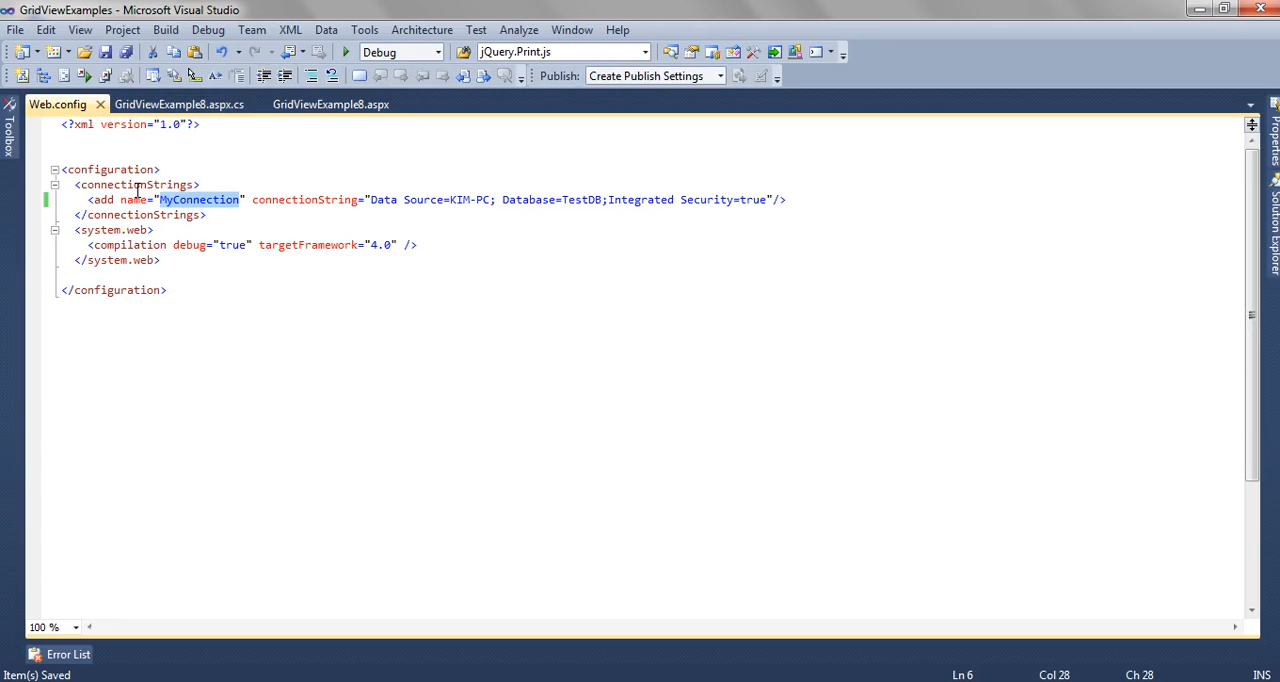 GridViewExamples - Microsoft Visual Studio
File Edit View Project Build Debug Team XML Data Tools Architecture Test Analyze Window Help
Debug jQuery.Print.js
Publish: Create Publish Settings
Web.config GridViewExample8.aspx.cs GridViewExample8.aspx
Toolbox
Properties
Solution Explorer
<?xml version="1.0"?>
<configuration>
<connectionStrings>
<add name="MyConnection" connectionString="Data Source=KIM-PC; Database=TestDB;Integrated Security=true"/>
</connectionStrings>
<system.web>
<compilation debug="true" targetFramework="4.0" />
</system.web>
</configuration>
100 %
Error List
Item(s) Saved Ln 6 Col 28 Ch 28 INS